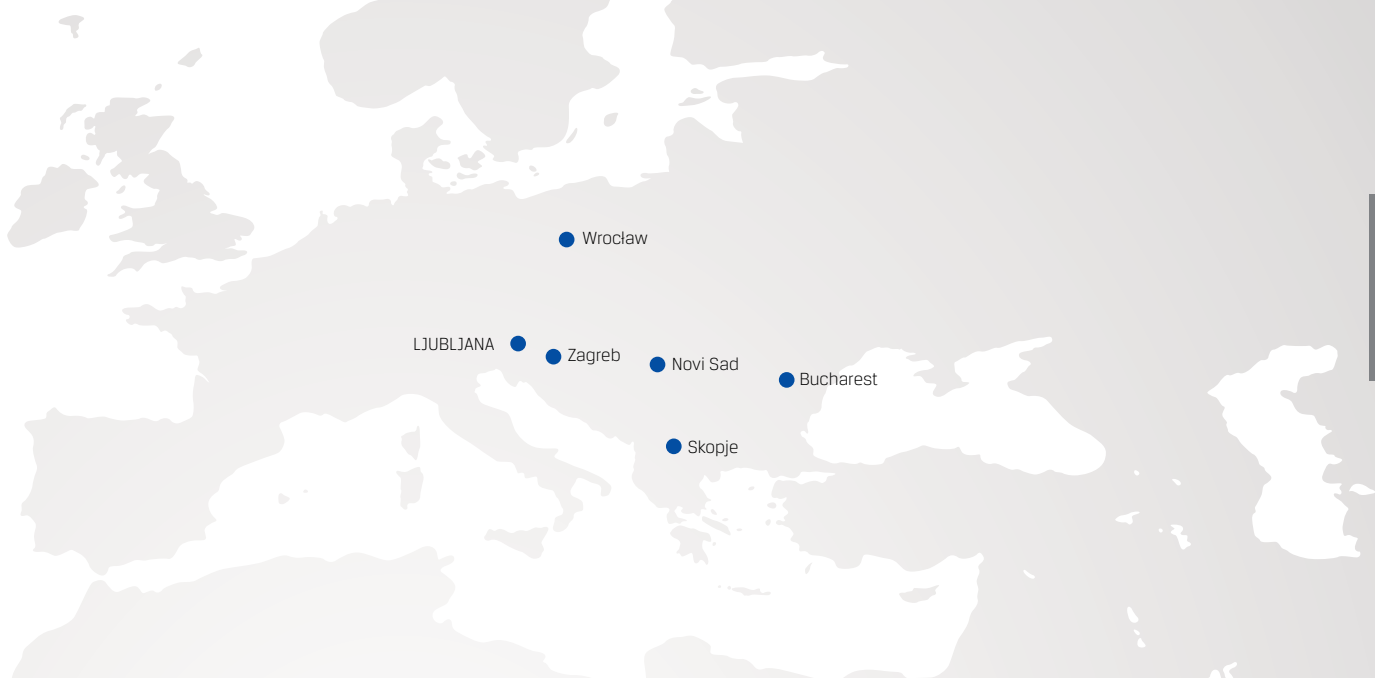 Wrocław
LJUBLJANA
Zagreb
Novi Sad
Bucharest
Skopje